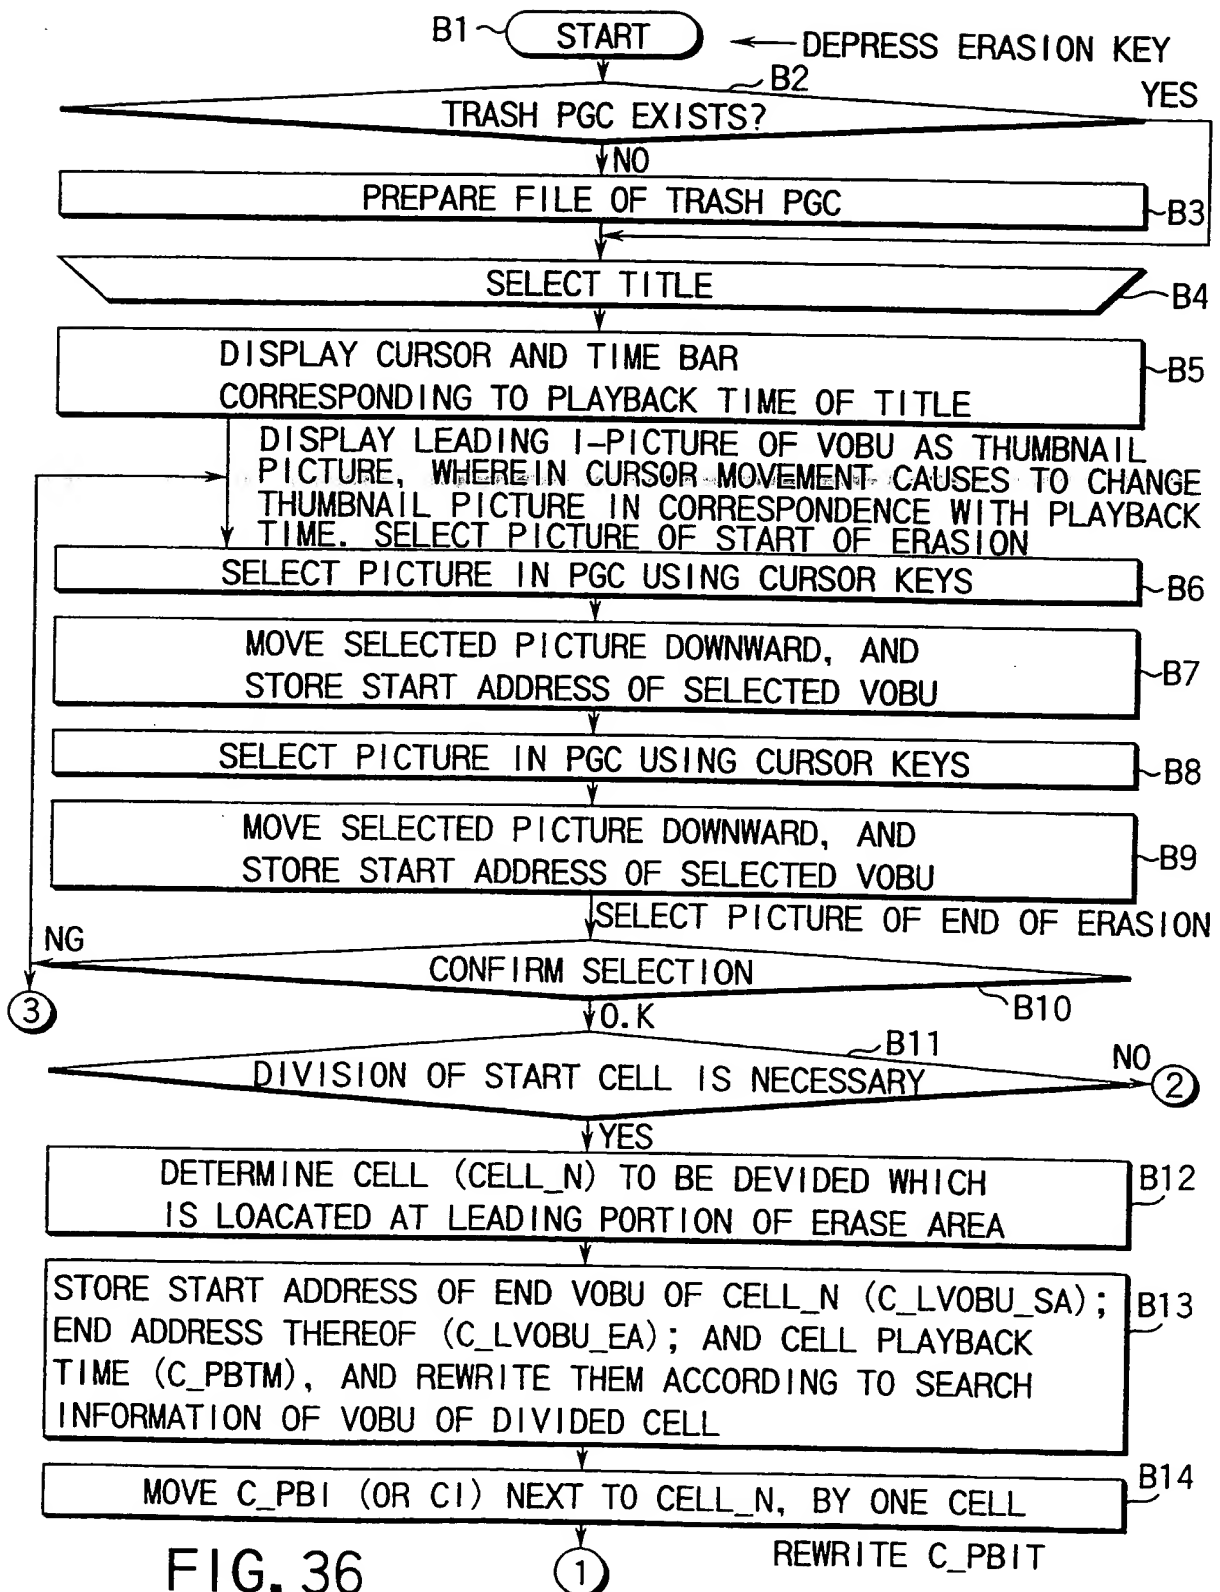 B1 START
DEPRESS ERASION KEY
B2
TRASH PGC EXISTS?
YES
NO
PREPARE FILE OF TRASH PGC
B3
SELECT TITLE
B4
DISPLAY CURSOR AND TIME BAR
CORRESPONDING TO PLAYBACK TIME OF TITLE
B5
DISPLAY LEADING I-PICTURE OF VOBU AS THUMBNAIL
PICTURE, WHEREIN CURSOR MOVEMENT CAUSES TO CHANGE
THUMBNAIL PICTURE IN CORRESPONDENCE WITH PLAYBACK
TIME. SELECT PICTURE OF START OF ERASION
SELECT PICTURE IN PGC USING CURSOR KEYS
B6
MOVE SELECTED PICTURE DOWNWARD, AND
STORE START ADDRESS OF SELECTED VOBU
B7
SELECT PICTURE IN PGC USING CURSOR KEYS
B8
MOVE SELECTED PICTURE DOWNWARD, AND
STORE START ADDRESS OF SELECTED VOBU
B9
SELECT PICTURE OF END OF ERASION
NG
CONFIRM SELECTION
B10
3
O.K
B11
DIVISION OF START CELL IS NECESSARY
NO
2
YES
DETERMINE CELL (CELL_N) TO BE DEVIDED WHICH
IS LOACATED AT LEADING PORTION OF ERASE AREA
B12
STORE START ADDRESS OF END VOBU OF CELL_N (C_LVOBU_SA);
END ADDRESS THEREOF (C_LVOBU_EA); AND CELL PLAYBACK
TIME (C_PBTM), AND REWRITE THEM ACCORDING TO SEARCH
INFORMATION OF VOBU OF DIVIDED CELL
B13
MOVE C_PBI (OR CI) NEXT TO CELL_N, BY ONE CELL
B14
REWRITE C_PBIT
1
FIG. 36